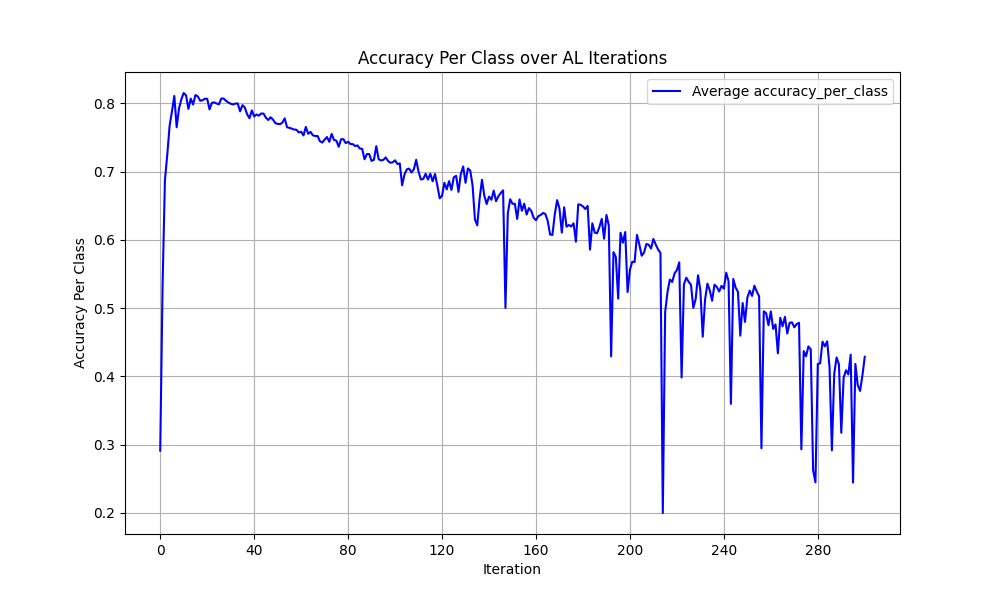 Accuracy Per Class over AL Iterations
Average accuracy_per_class
Accuracy Per Class
0.8
0.7
0.6
0.5
0.4
0.3
0.2
0 40 80 120 160 200 240 280
Iteration